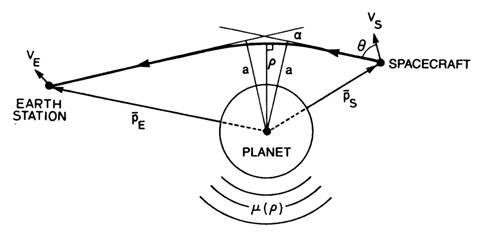 V_S
α
θ
V_E
ρ
SPACECRAFT
a
a
EARTH
STATION
p̄_E
p̄_S
PLANET
μ(ρ)